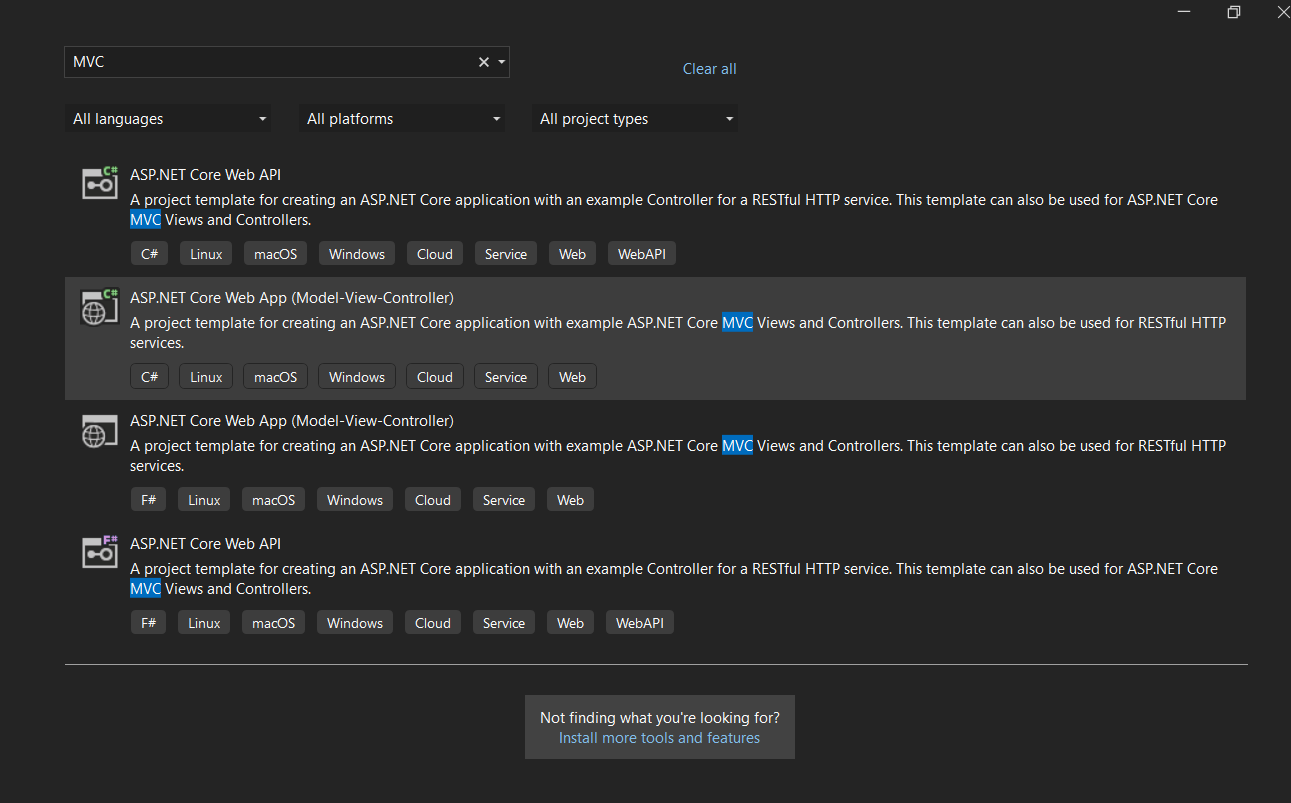 MVC
Clear all
All languages
All platforms
All project types
C#
ASP.NET Core Web API
A project template for creating an ASP.NET Core application with an example Controller for a RESTful HTTP service. This template can also be used for ASP.NET Core
MVC Views and Controllers.
C# Linux macOS Windows Cloud Service Web WebAPI
C#
ASP.NET Core Web App (Model-View-Controller)
A project template for creating an ASP.NET Core application with example ASP.NET Core MVC Views and Controllers. This template can also be used for RESTful HTTP
services.
C# Linux macOS Windows Cloud Service Web
ASP.NET Core Web App (Model-View-Controller)
A project template for creating an ASP.NET Core application with example ASP.NET Core MVC Views and Controllers. This template can also be used for RESTful HTTP
services.
F# Linux macOS Windows Cloud Service Web
F#
ASP.NET Core Web API
A project template for creating an ASP.NET Core application with an example Controller for a RESTful HTTP service. This template can also be used for ASP.NET Core
MVC Views and Controllers.
F# Linux macOS Windows Cloud Service Web WebAPI
Not finding what you're looking for?
Install more tools and features